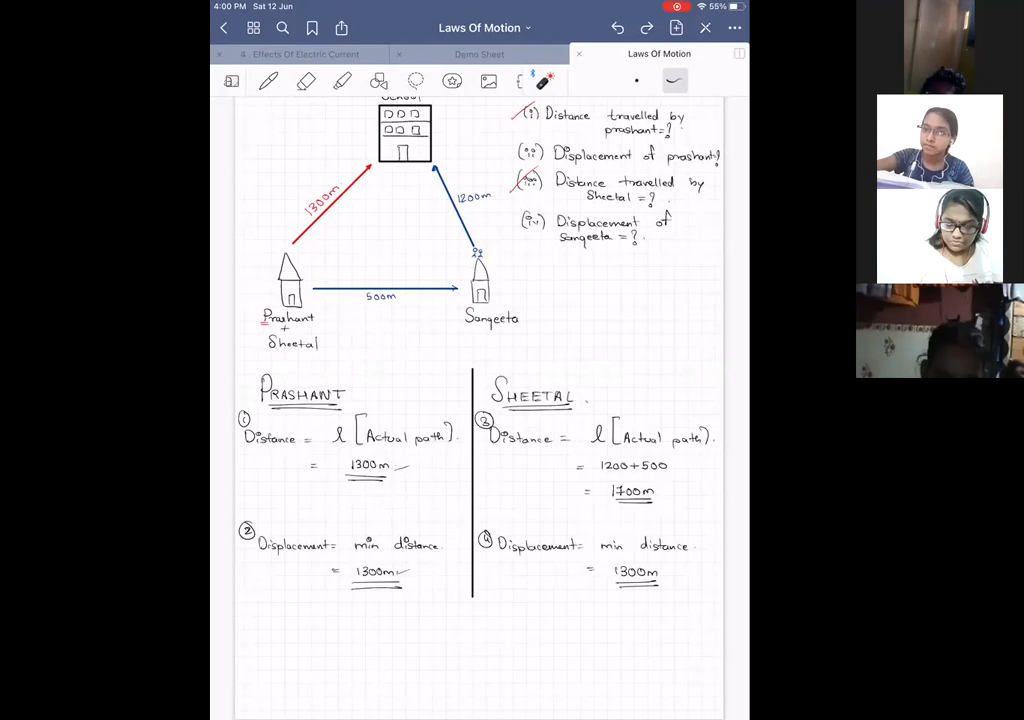 4:00 PM Sat 12 Jun
55%
Laws Of Motion
4. Effects Of Electric Current
Demo Sheet
Laws Of Motion
School
1300m
1200m
500m
Prashant
+
Sheetal
Sangeeta
(i) Distance travelled by
prashant=?
(ii) Displacement of prashant?
(iii) Distance travelled by
Sheetal = ?
(iv) Displacement of
Sangeeta = ?
PRASHANT
① Distance = l [Actual path].
= 1300m
② Displacement = min distance.
= 1300m
SHEETAL.
③ Distance = l [Actual path].
= 1200+500
= 1700m
④ Displacement = min distance.
= 1300m